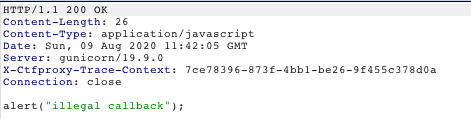 HTTP/1.1 200 OK
Content-Length: 26
Content-Type: application/javascript
Date: Sun, 09 Aug 2020 11:42:05 GMT
Server: gunicorn/19.9.0
X-Ctfproxy-Trace-Context: 7ce78396-873f-4bb1-be26-9f455c378d0a
Connection: close
alert("illegal callback");